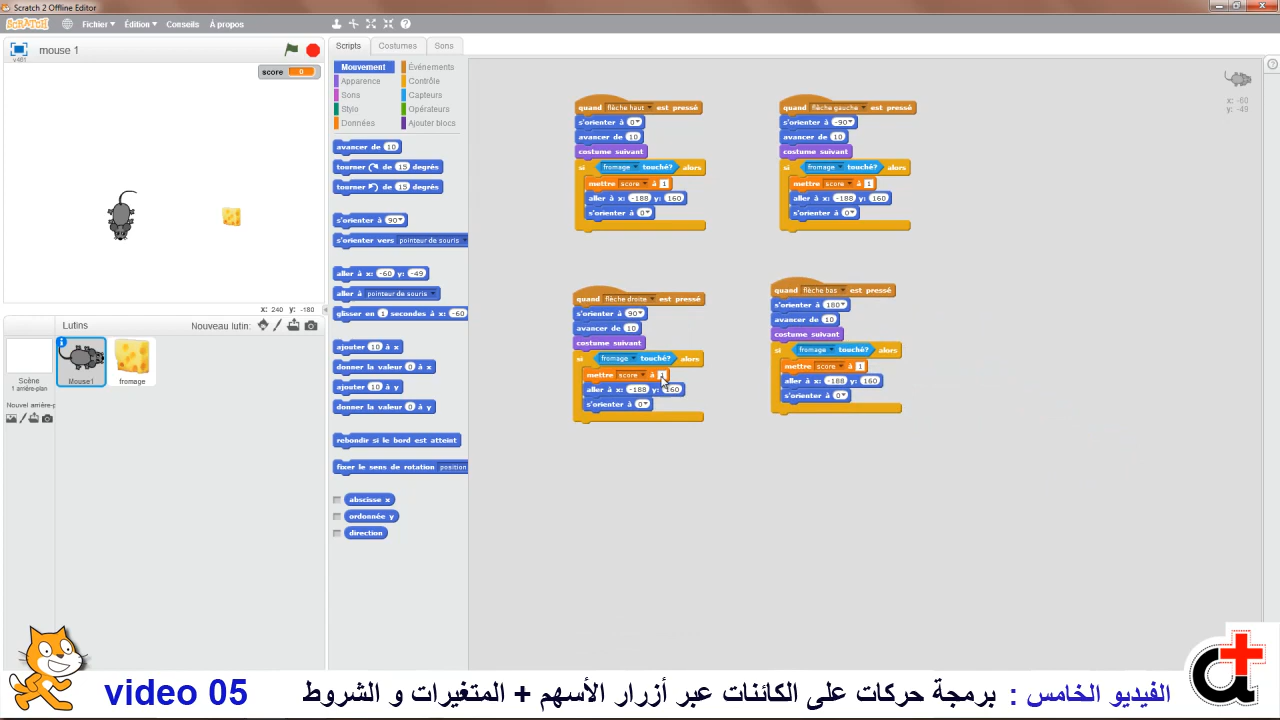 Scratch 2 Offline Editor
SCRATCH Fichier Édition Conseils À propos
mouse 1
v461
score 0
x: 240 y: -180
Lutins
Nouveau lutin:
Scène
1 arrière-plan
Mouse1
fromage
Nouvel arrière-p
Scripts Costumes Sons
Mouvement Événements
Apparence Contrôle
Sons Capteurs
Stylo Opérateurs
Données Ajouter blocs
avancer de 10
tourner 15 degrés
tourner 15 degrés
s'orienter à 90
s'orienter vers pointeur de souris
aller à x: -60 y: -49
aller à pointeur de souris
glisser en 1 secondes à x: -60
ajouter 10 à x
donner la valeur 0 à x
ajouter 10 à y
donner la valeur 0 à y
rebondir si le bord est atteint
fixer le sens de rotation position
abscisse x
ordonnée y
direction
quand flèche haut est pressé
s'orienter à 0
avancer de 10
costume suivant
si fromage touché? alors
mettre score à 1
aller à x: -188 y: 160
s'orienter à 0
quand flèche gauche est pressé
s'orienter à -90
avancer de 10
costume suivant
si fromage touché? alors
mettre score à 1
aller à x: -188 y: 160
s'orienter à 0
quand flèche droite est pressé
s'orienter à 90
avancer de 10
costume suivant
si fromage touché? alors
mettre score à 1
aller à x: -188 y: 160
s'orienter à 0
quand flèche bas est pressé
s'orienter à 180
avancer de 10
costume suivant
si fromage touché? alors
mettre score à 1
aller à x: -188 y: 160
s'orienter à 0
x: -60
y: -49
الفيديو الخامس : برمجة حركات على الكائنات عبر أزرار الأسهم + المتغيرات و الشروط video 05